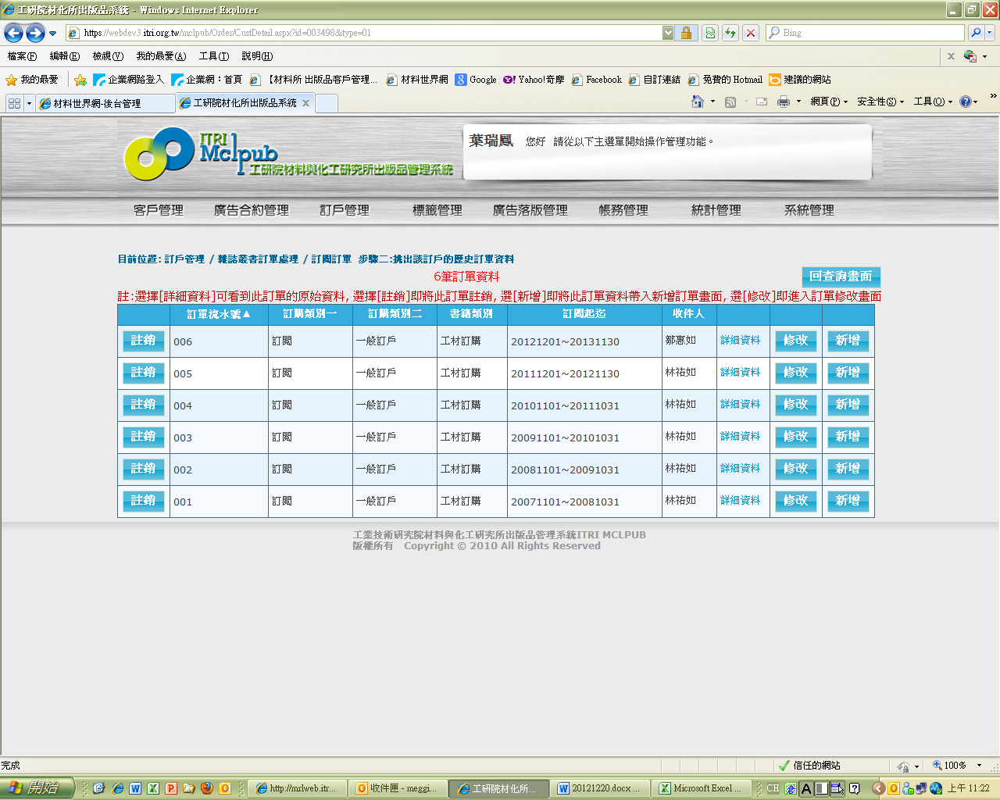 工研院材化所出版品系統 - Windows Internet Explorer
https://webdev3.itri.org.tw/mclpub/Order/CustDetail.aspx?id=003498&type=01
Bing
檔案(F) 編輯(E) 檢視(V) 我的最愛(A) 工具(T) 說明(H)
我的最愛 企業網路登入 企業網：首頁 【材料所 出版品客戶管理... 材料世界網 Google Yahoo!奇摩 Facebook 自訂連結 免費的 Hotmail 建議的網站
材料世界網-後台管理 工研院材化所出版品系統 網頁(P) 安全性(S) 工具(O)
ITRI
Mclpub
工研院材料與化工研究所出版品管理系統
葉瑞鳳 您好 請從以下主選單開始操作管理功能。
客戶管理 廣告合約管理 訂戶管理 標籤管理 廣告落版管理 帳務管理 統計管理 系統管理
目前位置: 訂戶管理 / 雜誌叢書訂單處理 / 訂閱訂單 步驟二:挑出該訂戶的歷史訂單資料
6筆訂單資料
回查詢畫面
註:選擇[詳細資料]可看到此訂單的原始資料, 選擇[註銷]即將此訂單註銷, 選[新增]即將此訂單資料帶入新增訂單畫面, 選[修改]即進入訂單修改畫面
訂單流水號▲ 訂購類別一 訂購類別二 書籍類別 訂閱起迄 收件人
註銷 006 訂閱 一般訂戶 工材訂購 20121201~20131130 鄒惠如 詳細資料 修改 新增
註銷 005 訂閱 一般訂戶 工材訂購 20111201~20121130 林祐如 詳細資料 修改 新增
註銷 004 訂閱 一般訂戶 工材訂購 20101101~20111031 林祐如 詳細資料 修改 新增
註銷 003 訂閱 一般訂戶 工材訂購 20091101~20101031 林祐如 詳細資料 修改 新增
註銷 002 訂閱 一般訂戶 工材訂購 20081101~20091031 林祐如 詳細資料 修改 新增
註銷 001 訂閱 一般訂戶 工材訂購 20071101~20081031 林祐如 詳細資料 修改 新增
工業技術研究院材料與化工研究所出版品管理系統ITRI MCLPUB
版權所有 Copyright © 2010 All Rights Reserved
完成 信任的網站 100%
開始 http://mrlweb.itr... 收件匣 - meggi... 工研院材化所... 20121220.docx ... Microsoft Excel ... CH 上午 11:22